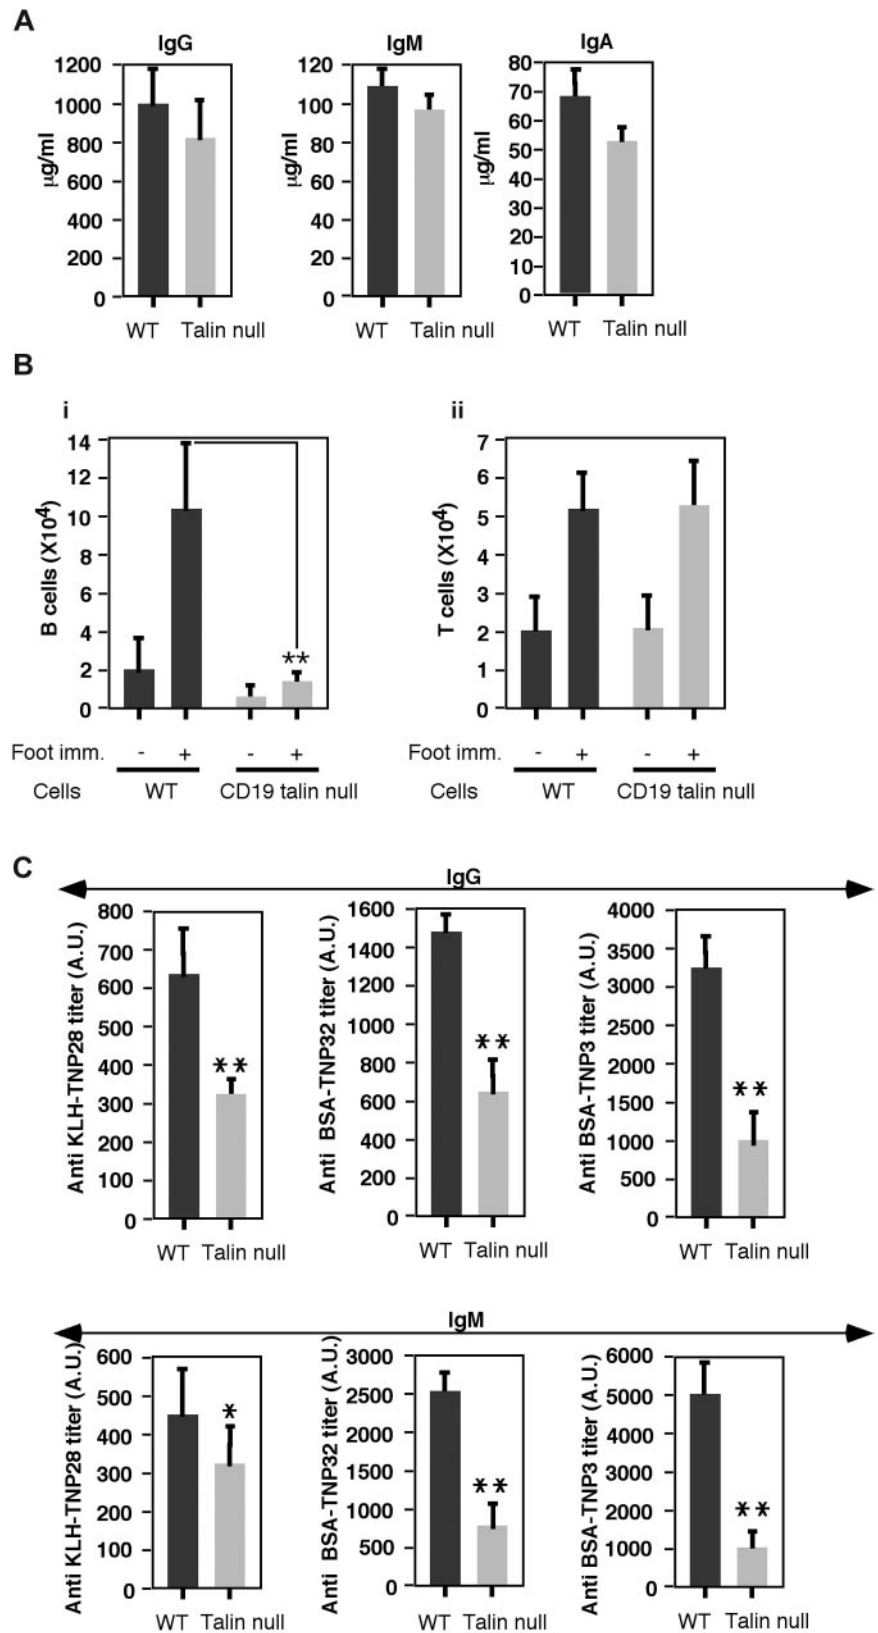 A
IgG
IgM
IgA
µg/ml
1200
1000
800
600
400
200
0
WT Talin null
µg/ml
120
100
80
60
40
20
0
WT Talin null
µg/ml
80
70
60
50
40
30
20
10
0
WT Talin null
B
i
B cells (X10⁴)
14
12
10
8
6
4
2
0
**
Foot imm. - + - +
Cells WT CD19 talin null
ii
T cells (X10⁴)
7
6
5
4
3
2
1
0
Foot imm. - + - +
Cells WT CD19 talin null
C
IgG
Anti KLH-TNP28 titer (A.U.)
800
700
600
500
400
300
200
100
0
**
WT Talin null
Anti BSA-TNP32 titer (A.U.)
1600
1400
1200
1000
800
600
400
200
0
**
WT Talin null
Anti BSA-TNP3 titer (A.U.)
4000
3500
3000
2500
2000
1500
1000
500
0
**
WT Talin null
IgM
Anti KLH-TNP28 titer (A.U.)
600
500
400
300
200
100
0
*
WT Talin null
Anti BSA-TNP32 titer (A.U.)
3000
2500
2000
1500
1000
500
0
**
WT Talin null
Anti BSA-TNP3 titer (A.U.)
6000
5000
4000
3000
2000
1000
0
**
WT Talin null